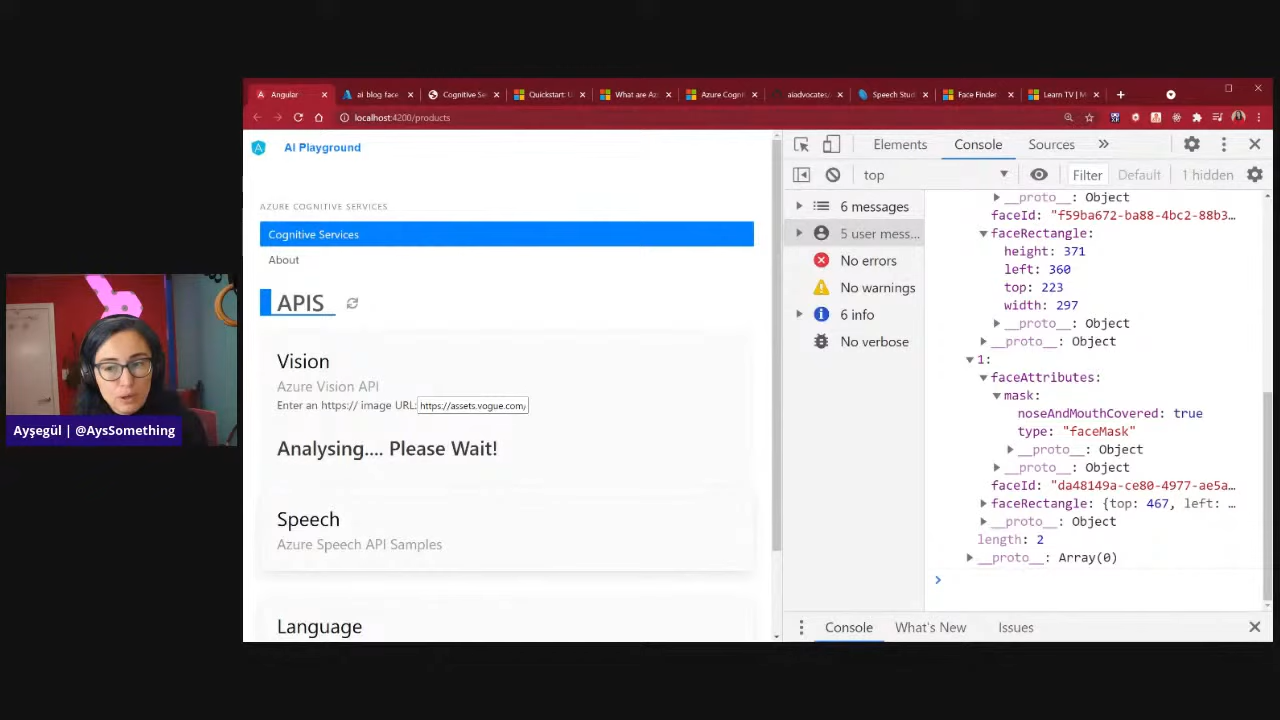 Angular
ai blog face
Cognitive Se
Quickstart: U
What are Az
Azure Cogni
aiadvocates
Speech Stud
Face Finder
Learn TV | M
localhost:4200/products
AI Playground
AZURE COGNITIVE SERVICES
Cognitive Services
About
APIS
Vision
Azure Vision API
Enter an https:// image URL: https://assets.vogue.com/
Analysing.... Please Wait!
Speech
Azure Speech API Samples
Language
Elements Console Sources »
top Filter Default 1 hidden
6 messages
5 user mess...
No errors
No warnings
6 info
No verbose
__proto__: Object
faceId: "f59ba672-ba88-4bc2-88b3…
faceRectangle:
height: 371
left: 360
top: 223
width: 297
__proto__: Object
__proto__: Object
1:
faceAttributes:
mask:
noseAndMouthCovered: true
type: "faceMask"
__proto__: Object
__proto__: Object
faceId: "da48149a-ce80-4977-ae5a…
faceRectangle: {top: 467, left: …
__proto__: Object
length: 2
__proto__: Array(0)
Console What's New Issues
Ayşegül | @AysSomething